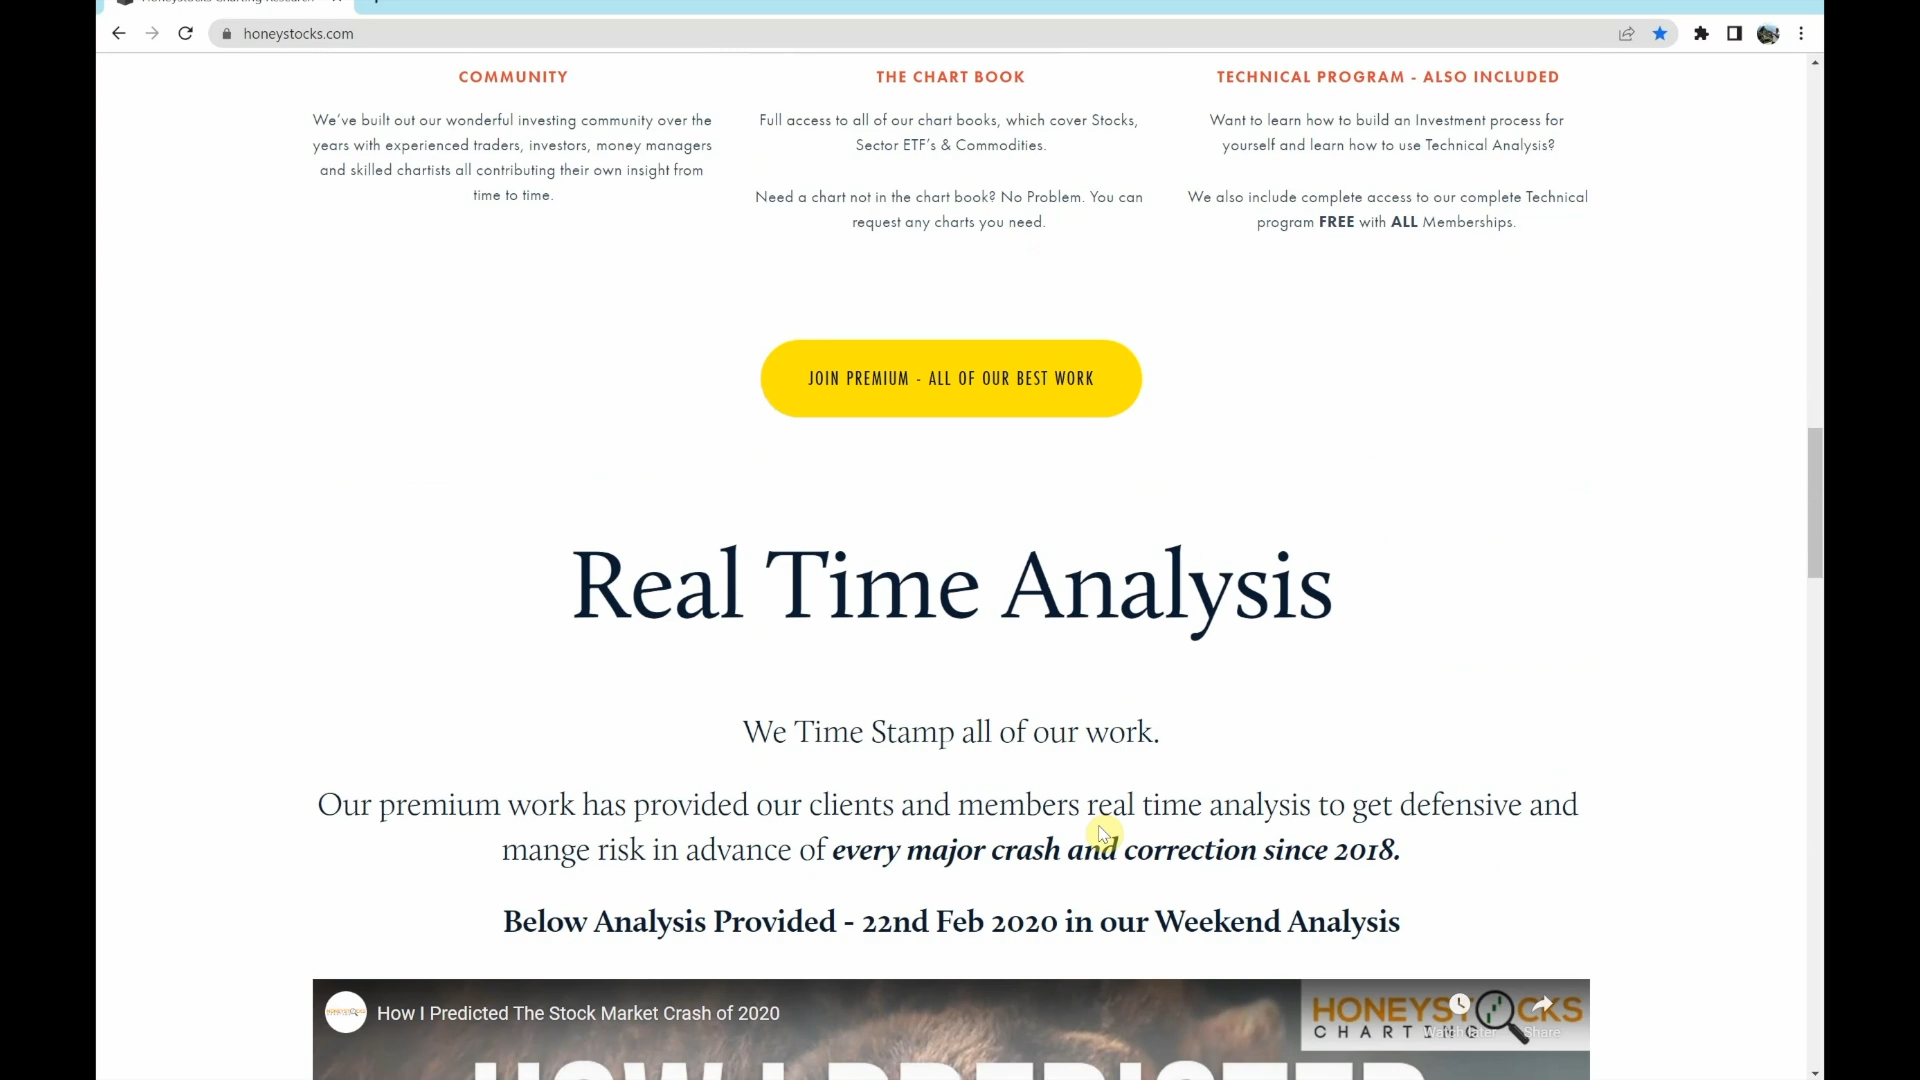 honeystocks.com
COMMUNITY
We've built out our wonderful investing community over the
years with experienced traders, investors, money managers
and skilled chartists all contributing their own insight from
time to time.
THE CHART BOOK
Full access to all of our chart books, which cover Stocks,
Sector ETF's & Commodities.
Need a chart not in the chart book? No Problem. You can
request any charts you need.
TECHNICAL PROGRAM - ALSO INCLUDED
Want to learn how to build an Investment process for
yourself and learn how to use Technical Analysis?
We also include complete access to our complete Technical
program FREE with ALL Memberships.
JOIN PREMIUM - ALL OF OUR BEST WORK
Real Time Analysis
We Time Stamp all of our work.
Our premium work has provided our clients and members real time analysis to get defensive and
mange risk in advance of every major crash and correction since 2018.
Below Analysis Provided - 22nd Feb 2020 in our Weekend Analysis
How I Predicted The Stock Market Crash of 2020
HONEYSTOCKS
CHARTING
Watch later
Share
HOW I PREDICTED